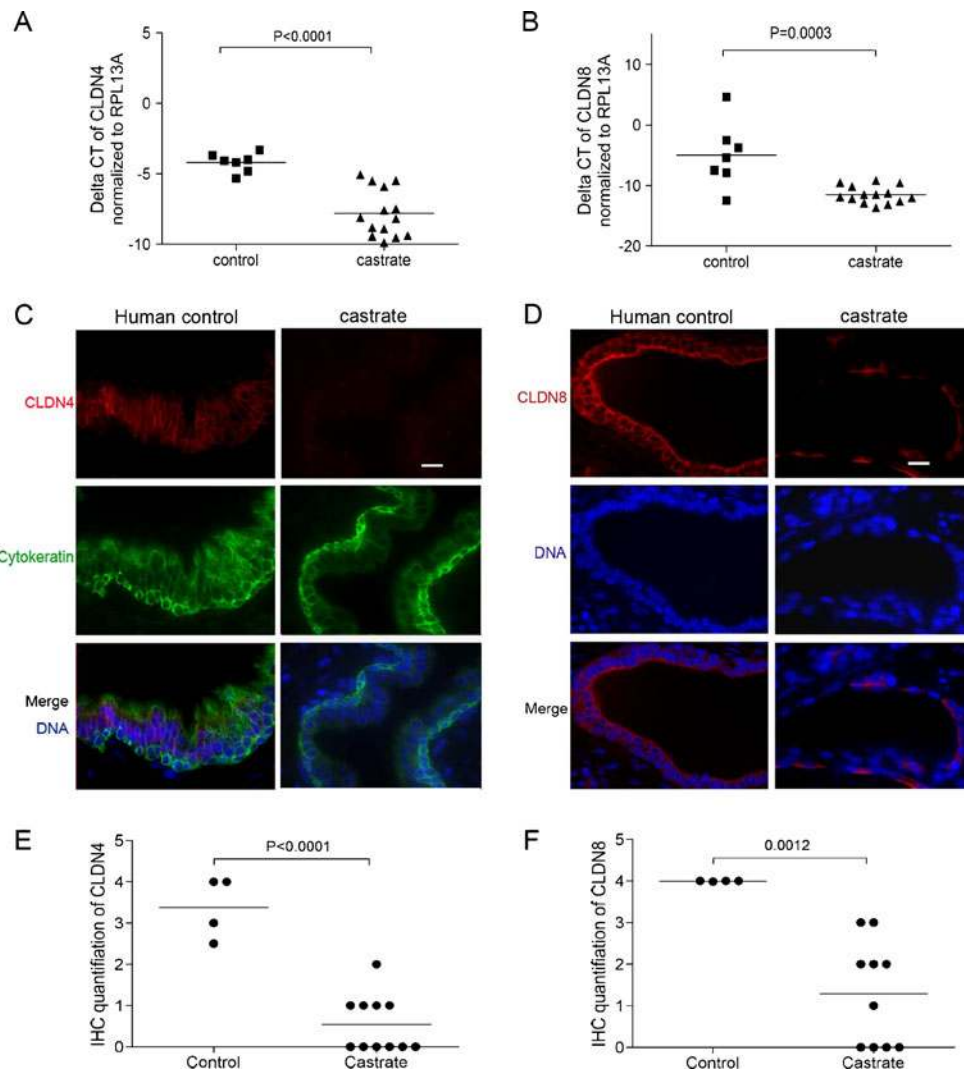 A
P<0.0001
Delta CT of CLDN4
normalized to RPL13A
5
0
-5
-10
control
castrate
B
P=0.0003
Delta CT of CLDN8
normalized to RPL13A
10
0
-10
-20
control
castrate
C
Human control
castrate
CLDN4
Cytokeratin
Merge
DNA
D
Human control
castrate
CLDN8
DNA
Merge
E
P<0.0001
IHC quantifiation of CLDN4
5
4
3
2
1
0
Control
Castrate
F
0.0012
IHC quantifiation of CLDN8
5
4
3
2
1
0
Control
Castrate